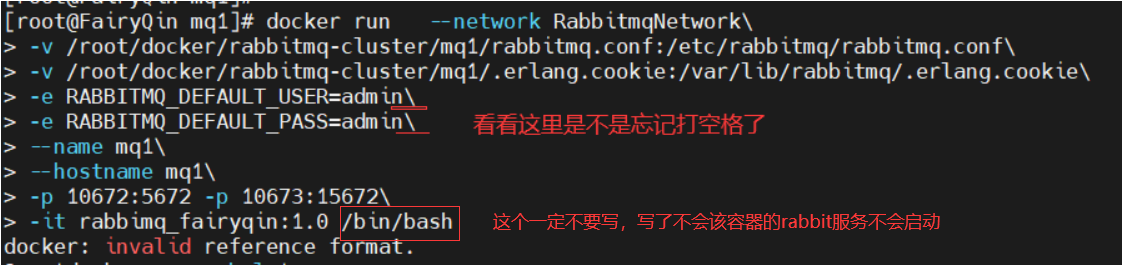 [root@FairyQin mq1]# docker run   --network RabbitmqNetwork\
> -v /root/docker/rabbitmq-cluster/mq1/rabbitmq.conf:/etc/rabbitmq/rabbitmq.conf\
> -v /root/docker/rabbitmq-cluster/mq1/.erlang.cookie:/var/lib/rabbitmq/.erlang.cookie\
> -e RABBITMQ_DEFAULT_USER=admin\
> -e RABBITMQ_DEFAULT_PASS=admin\ 看看这里是不是忘记打空格了
> --name mq1\
> --hostname mq1\
> -p 10672:5672 -p 10673:15672\
> -it rabbimq_fairyqin:1.0 /bin/bash 这个一定不要写，写了不会该容器的rabbit服务不会启动
docker: invalid reference format.